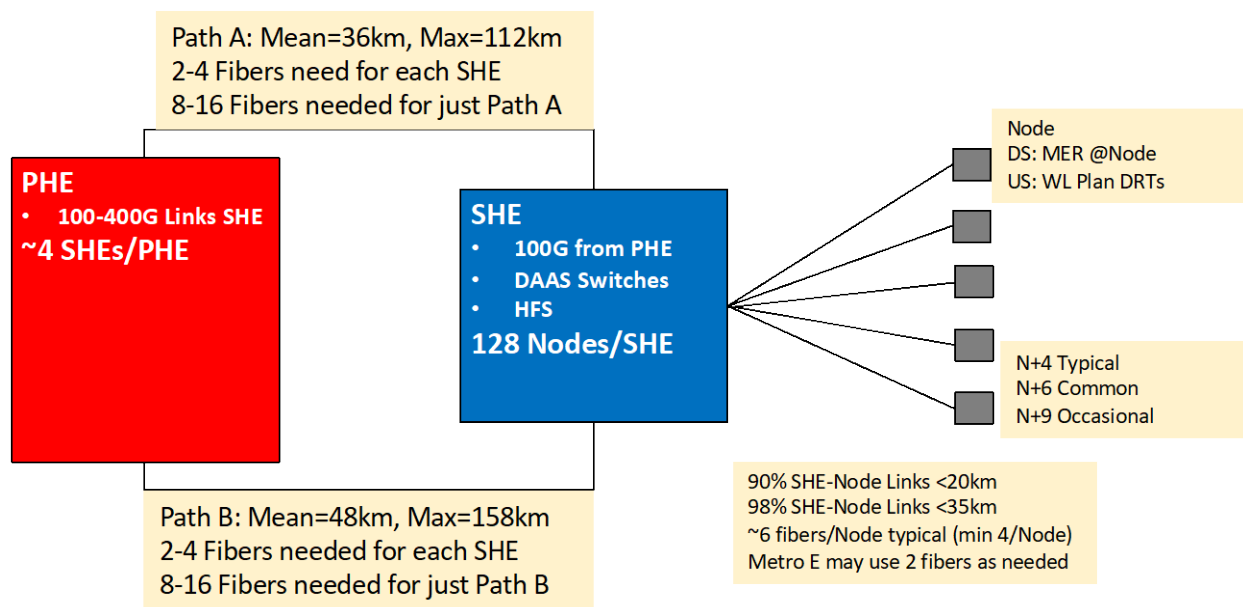 Path A: Mean=36km, Max=112km
2-4 Fibers need for each SHE
8-16 Fibers needed for just Path A
PHE
• 100-400G Links SHE
~4 SHEs/PHE
SHE
• 100G from PHE
• DAAS Switches
• HFS
128 Nodes/SHE
Node
DS: MER @Node
US: WL Plan DRTs
N+4 Typical
N+6 Common
N+9 Occasional
90% SHE-Node Links <20km
98% SHE-Node Links <35km
~6 fibers/Node typical (min 4/Node)
Metro E may use 2 fibers as needed
Path B: Mean=48km, Max=158km
2-4 Fibers needed for each SHE
8-16 Fibers needed for just Path B